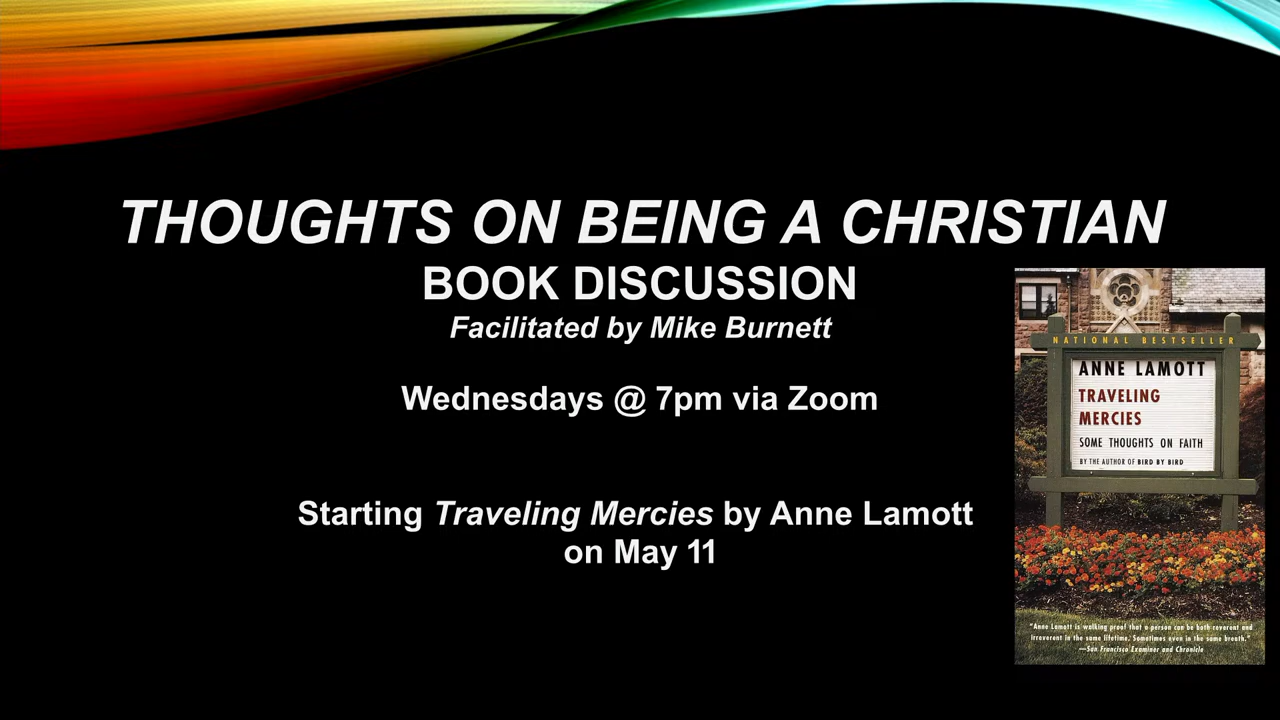 THOUGHTS ON BEING A CHRISTIAN
BOOK DISCUSSION
Facilitated by Mike Burnett
Wednesdays @ 7pm via Zoom
Starting Traveling Mercies by Anne Lamott
on May 11
NATIONAL BESTSELLER
ANNE LAMOTT
TRAVELING
MERCIES
SOME THOUGHTS ON FAITH
BY THE AUTHOR OF BIRD BY BIRD
"Anne Lamott is walking proof that a person can be both reverent and
irreverent in the same lifetime. Sometimes even in the same breath."
—San Francisco Examiner and Chronicle